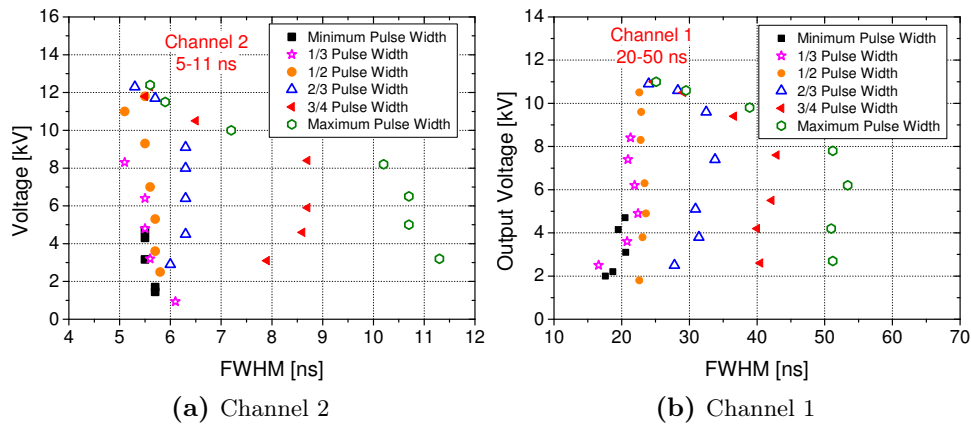 16
14
12
10
8
6
4
2
0
Voltage [kV]
4
5
6
7
8
9
10
11
12
FWHM [ns]
Channel 2
5-11 ns
Minimum Pulse Width
1/3 Pulse Width
1/2 Pulse Width
2/3 Pulse Width
3/4 Pulse Width
Maximum Pulse Width
(a) Channel 2
16
14
12
10
8
6
4
2
0
Output Voltage [kV]
10
20
30
40
50
60
70
FWHM [ns]
Channel 1
20-50 ns
Minimum Pulse Width
1/3 Pulse Width
1/2 Pulse Width
2/3 Pulse Width
3/4 Pulse Width
Maximum Pulse Width
(b) Channel 1